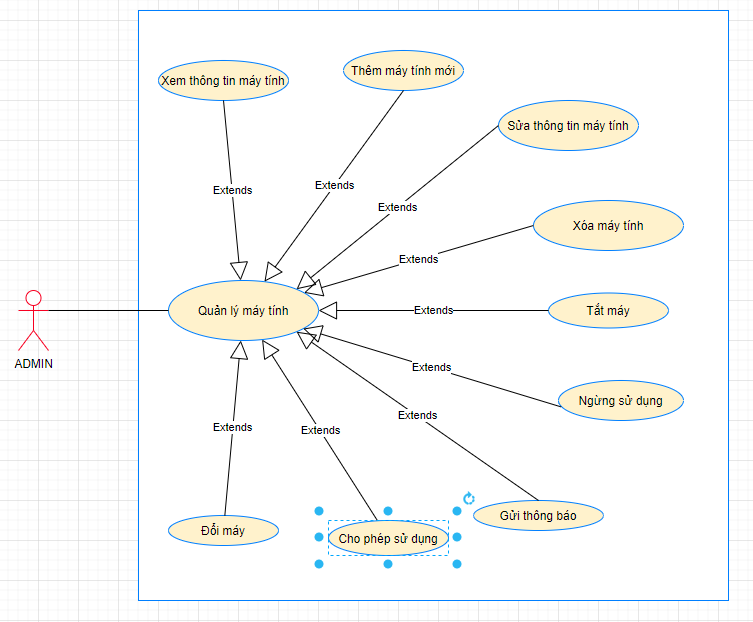 Xem thông tin máy tính
Thêm máy tính mới
Sửa thông tin máy tính
Extends
Extends
Extends
Xóa máy tính
Extends
Quản lý máy tính
Extends
Tắt máy
ADMIN
Extends
Ngừng sử dụng
Extends
Extends
Extends
Gửi thông báo
Đổi máy
Cho phép sử dụng